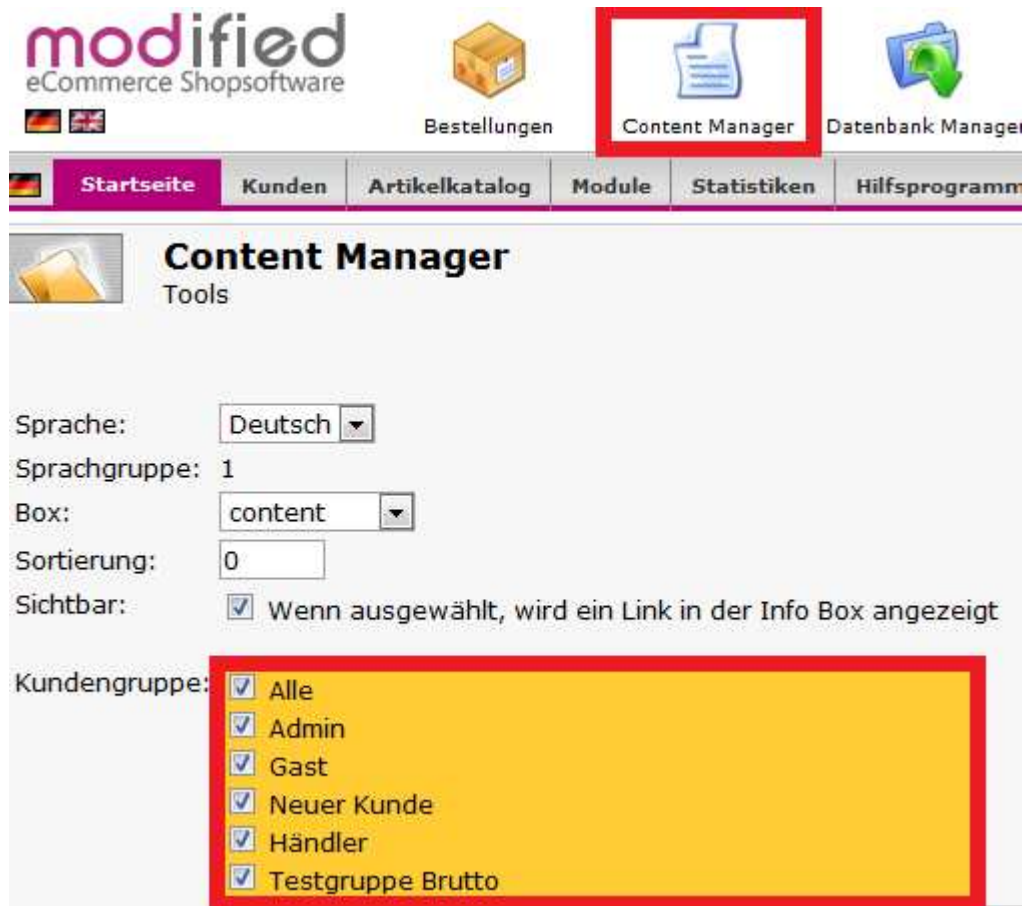 modified
eCommerce Shopsoftware
Bestellungen
Content Manager
Datenbank Manager
Startseite
Kunden
Artikelkatalog
Module
Statistiken
Hilfsprogramm
Content Manager
Tools
Sprache: Deutsch
Sprachgruppe: 1
Box: content
Sortierung: 0
Sichtbar: Wenn ausgewählt, wird ein Link in der Info Box angezeigt
Kundengruppe: Alle
Admin
Gast
Neuer Kunde
Händler
Testgruppe Brutto